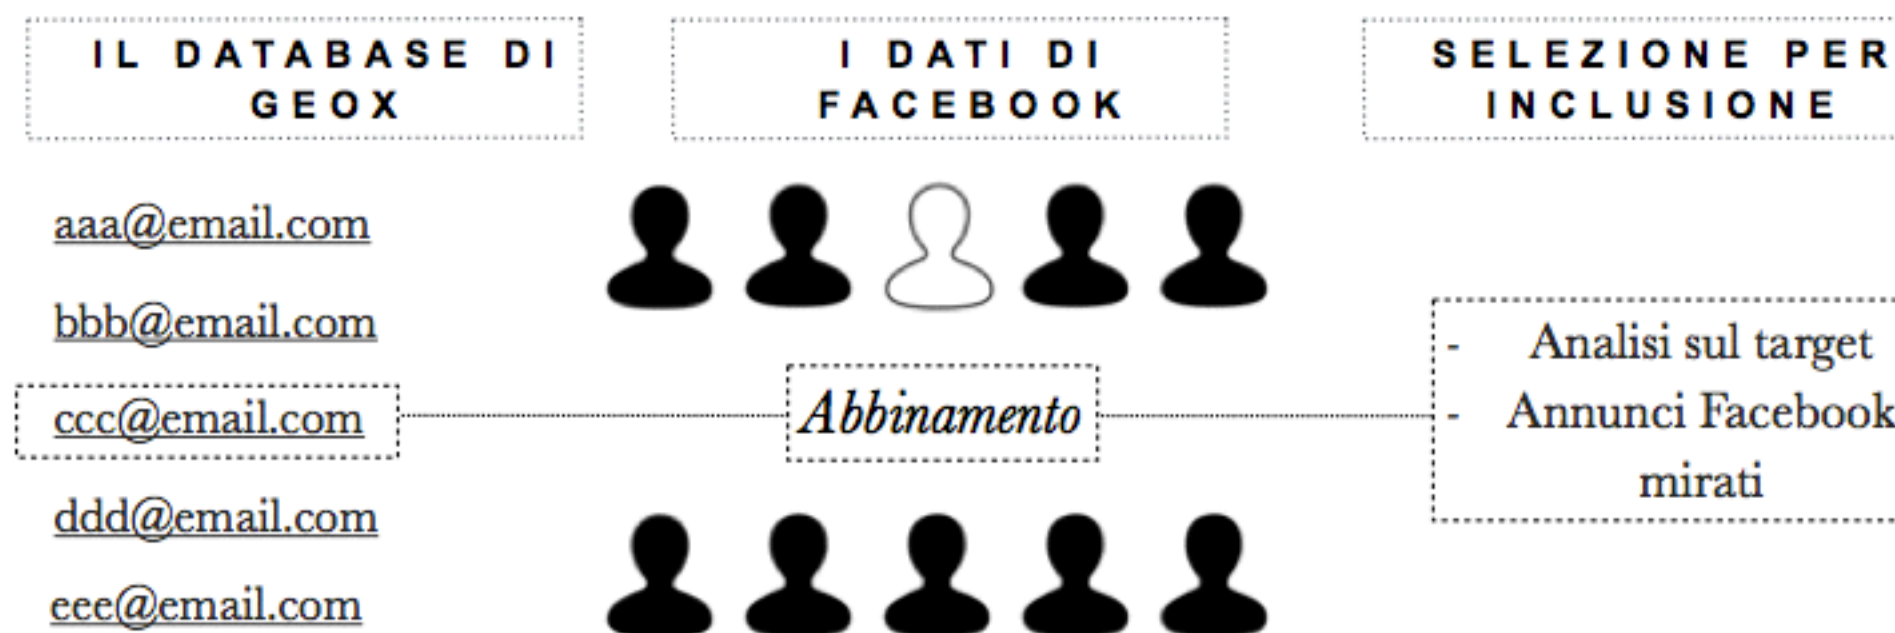 IL DATABASE DI
GEOX
I DATI DI
FACEBOOK
SELEZIONE PER
INCLUSIONE
aaa@email.com
bbb@email.com
ccc@email.com
ddd@email.com
eee@email.com
Abbinamento
- Analisi sul target
- Annunci Facebook
mirati